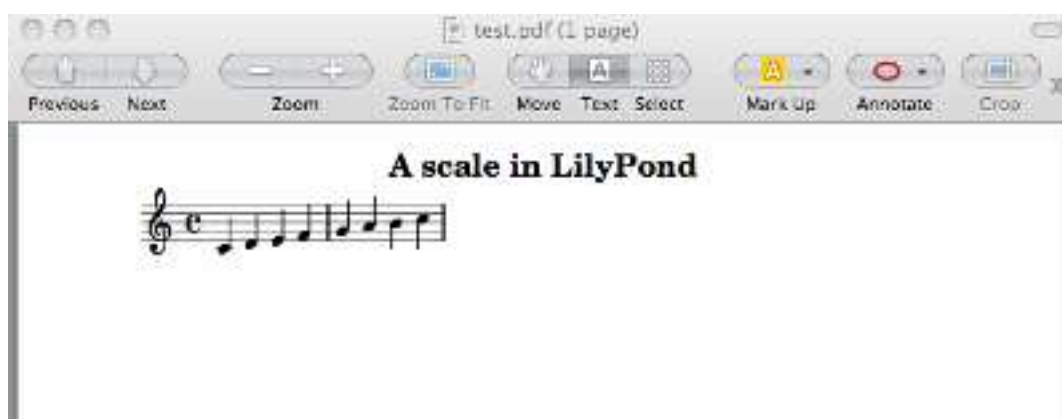 test.pdf (1 page)
Previous Next Zoom Zoom To Fit Move Text Select Mark Up Annotate Crop
A scale in LilyPond